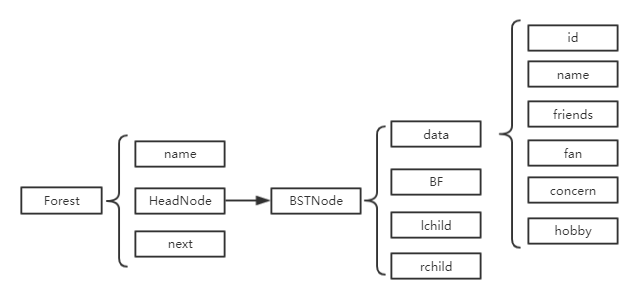 Forest
name
HeadNode
next
BSTNode
data
BF
lchild
rchild
id
name
friends
fan
concern
hobby